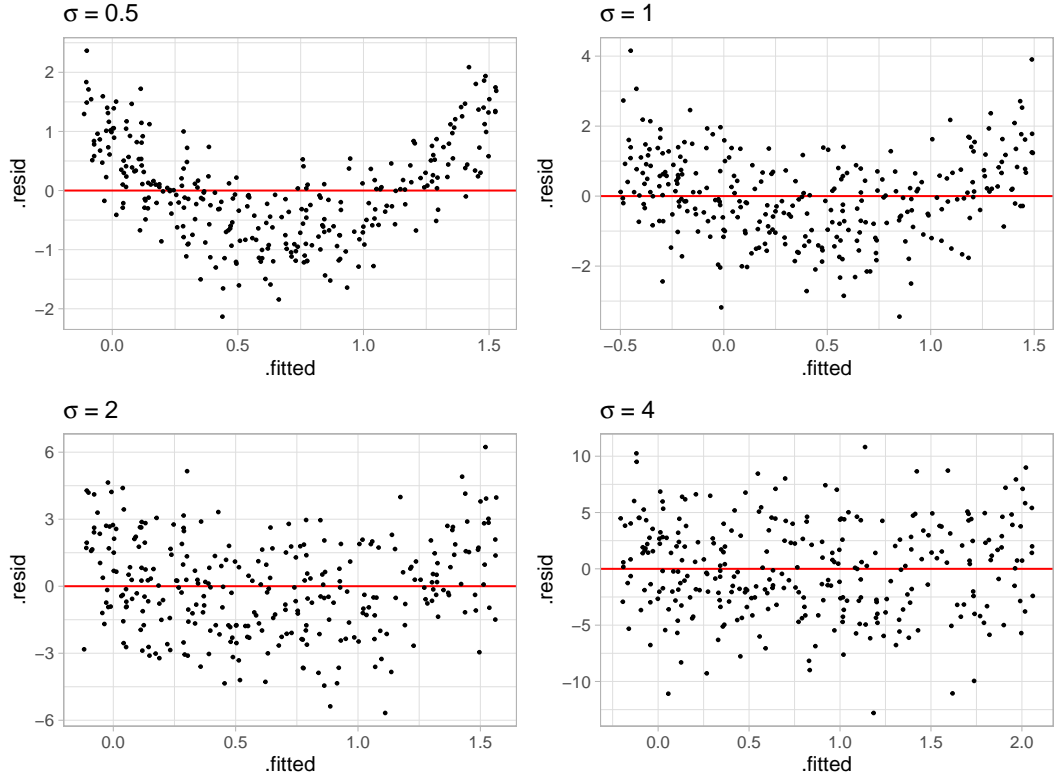 σ = 0.5
.resid
2
1
0
−1
−2
0.0 0.5 1.0 1.5
.fitted
σ = 1
.resid
4
2
0
−2
−0.5 0.0 0.5 1.0 1.5
.fitted
σ = 2
.resid
6
3
0
−3
−6
0.0 0.5 1.0 1.5
.fitted
σ = 4
.resid
10
5
0
−5
−10
0.0 0.5 1.0 1.5 2.0
.fitted